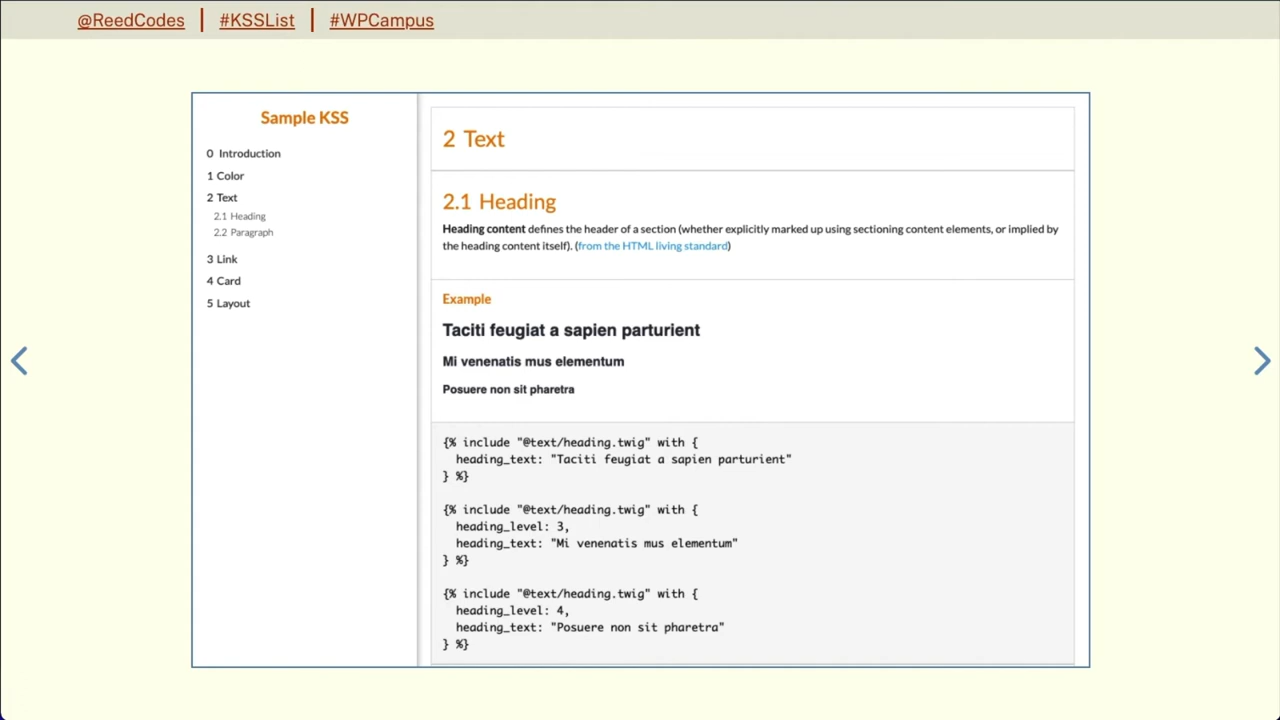 @ReedCodes | #KSSList | #WPCampus
Sample KSS
0 Introduction
1 Color
2 Text
2.1 Heading
2.2 Paragraph
3 Link
4 Card
5 Layout
2 Text
2.1 Heading
Heading content defines the header of a section (whether explicitly marked up using sectioning content elements, or implied by
the heading content itself). (from the HTML living standard)
Example
Taciti feugiat a sapien parturient
Mi venenatis mus elementum
Posuere non sit pharetra
{% include "@text/heading.twig" with {
  heading_text: "Taciti feugiat a sapien parturient"
} %}
{% include "@text/heading.twig" with {
  heading_level: 3,
  heading_text: "Mi venenatis mus elementum"
} %}
{% include "@text/heading.twig" with {
  heading_level: 4,
  heading_text: "Posuere non sit pharetra"
} %}